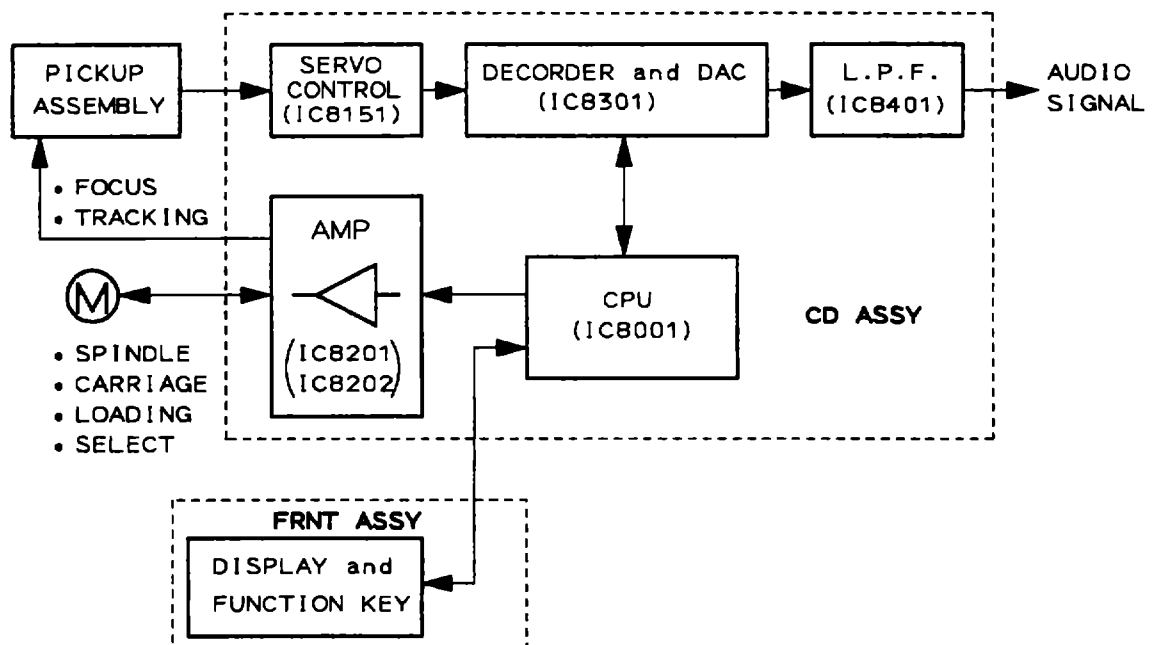 PICKUP
ASSEMBLY
SERVO
CONTROL
(IC8151)
DECORDER and DAC
(IC8301)
L.P.F.
(IC8401)
AUDIO
SIGNAL
• FOCUS
• TRACKING
AMP
(IC8201
IC8202)
M
• SPINDLE
• CARRIAGE
• LOADING
• SELECT
CPU
(IC8001)
CD ASSY
FRNT ASSY
DISPLAY and
FUNCTION KEY